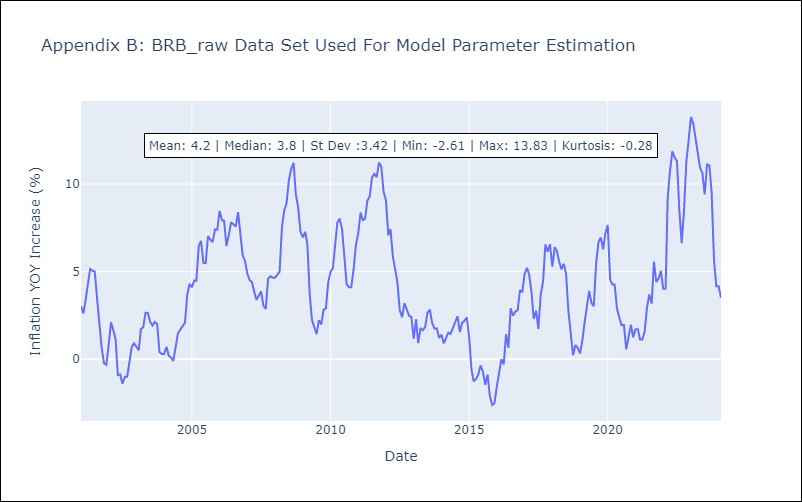 Appendix B: BRB_raw Data Set Used For Model Parameter Estimation
Mean: 4.2 | Median: 3.8 | St Dev :3.42 | Min: -2.61 | Max: 13.83 | Kurtosis: -0.28
Inflation YOY Increase (%)
10
5
0
2005
2010
2015
2020
Date